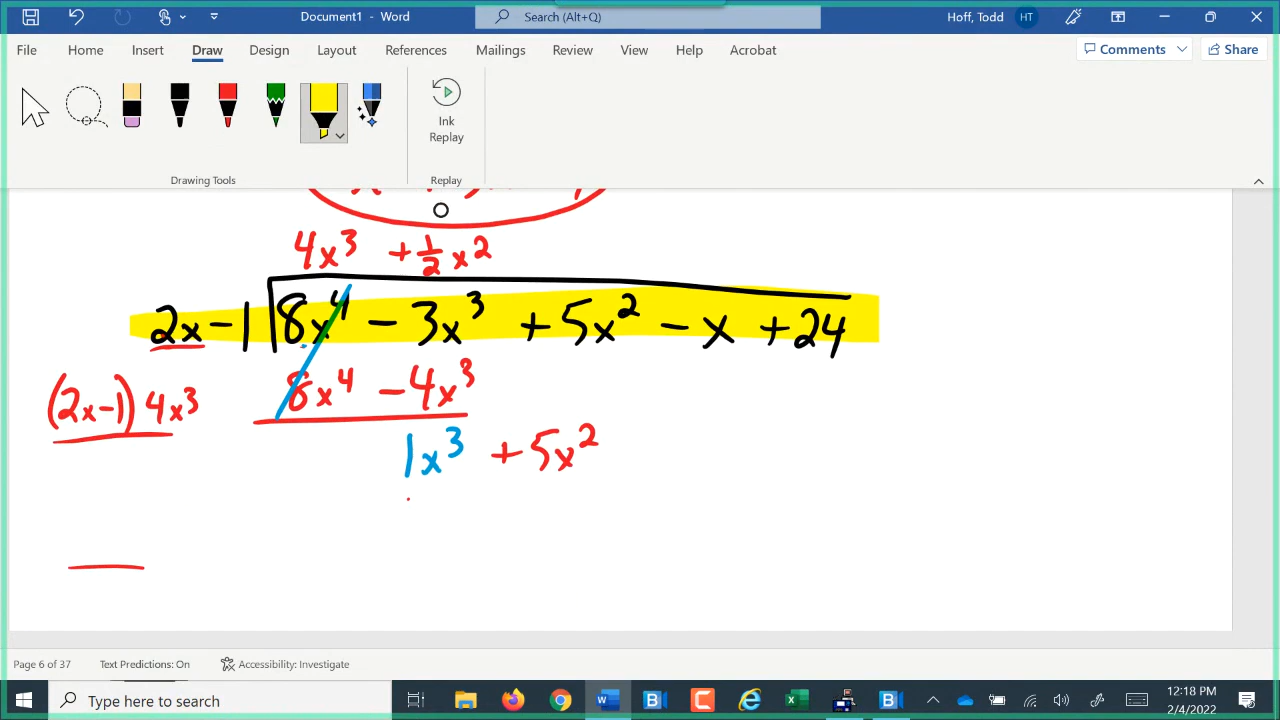 Document1 - Word
Search (Alt+Q)
Hoff, Todd HT
File Home Insert Draw Design Layout References Mailings Review View Help Acrobat
Comments Share
Ink Replay
Drawing Tools
Replay
4x³ + 1/2 x²
2x - 1 8x⁴ - 3x³ + 5x² - x + 24
(2x-1) 4x³ 8x⁴ - 4x³
1x³ + 5x²
Page 6 of 37 Text Predictions: On Accessibility: Investigate
Type here to search
12:18 PM
2/4/2022